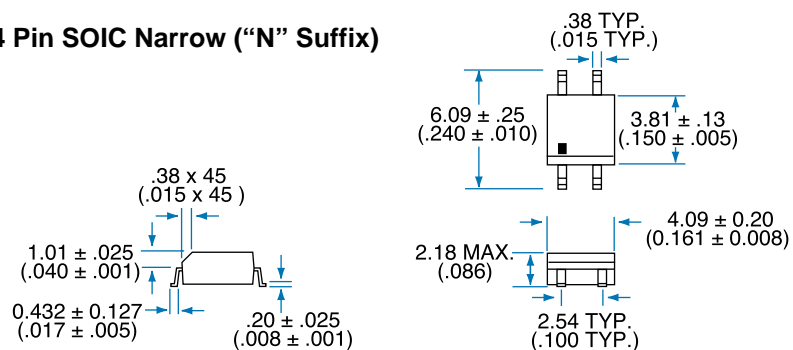 4 Pin SOIC Narrow (“N” Suffix)
.38 TYP.
(.015 TYP.)
6.09 ± .25
(.240 ± .010)
3.81 ± .13
(.150 ± .005)
.38 x 45
(.015 x 45 )
1.01 ± .025
(.040 ± .001)
0.432 ± 0.127
(.017 ± .005)
.20 ± .025
(.008 ± .001)
4.09 ± 0.20
(0.161 ± 0.008)
2.18 MAX.
(.086)
2.54 TYP.
(.100 TYP.)